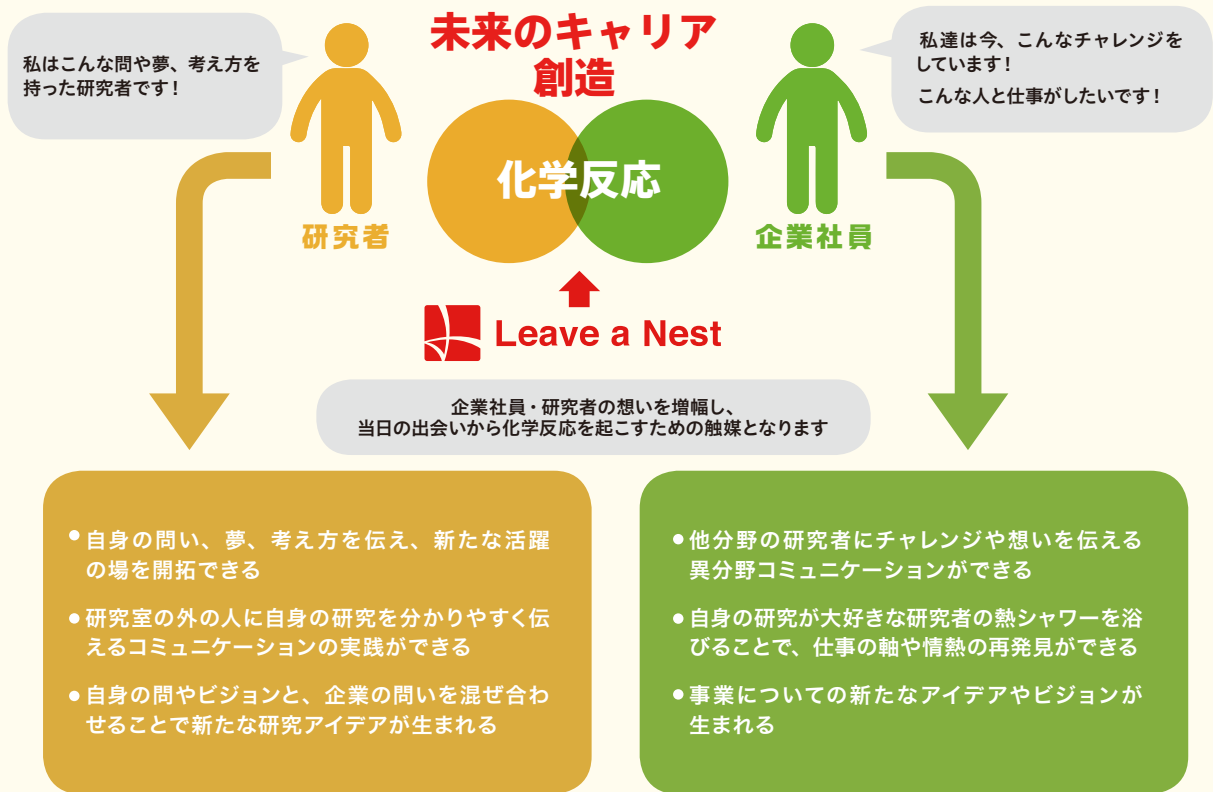 未来のキャリア
創造
私はこんな問や夢、考え方を
持った研究者です！
私達は今、こんなチャレンジを
しています！
こんな人と仕事がしたいです！
化学反応
研究者
企業社員
Leave a Nest
企業社員・研究者の想いを増幅し、
当日の出会いから化学反応を起こすための触媒となります
● 自身の問い、夢、考え方を伝え、新たな活躍
の場を開拓できる
● 研究室の外の人に自身の研究を分かりやすく伝
えるコミュニケーションの実践ができる
● 自身の問やビジョンと、企業の問いを混ぜ合わ
せることで新たな研究アイデアが生まれる
● 他分野の研究者にチャレンジや想いを伝える
異分野コミュニケーションができる
● 自身の研究が大好きな研究者の熱シャワーを浴
びることで、仕事の軸や情熱の再発見ができる
● 事業についての新たなアイデアやビジョンが
生まれる